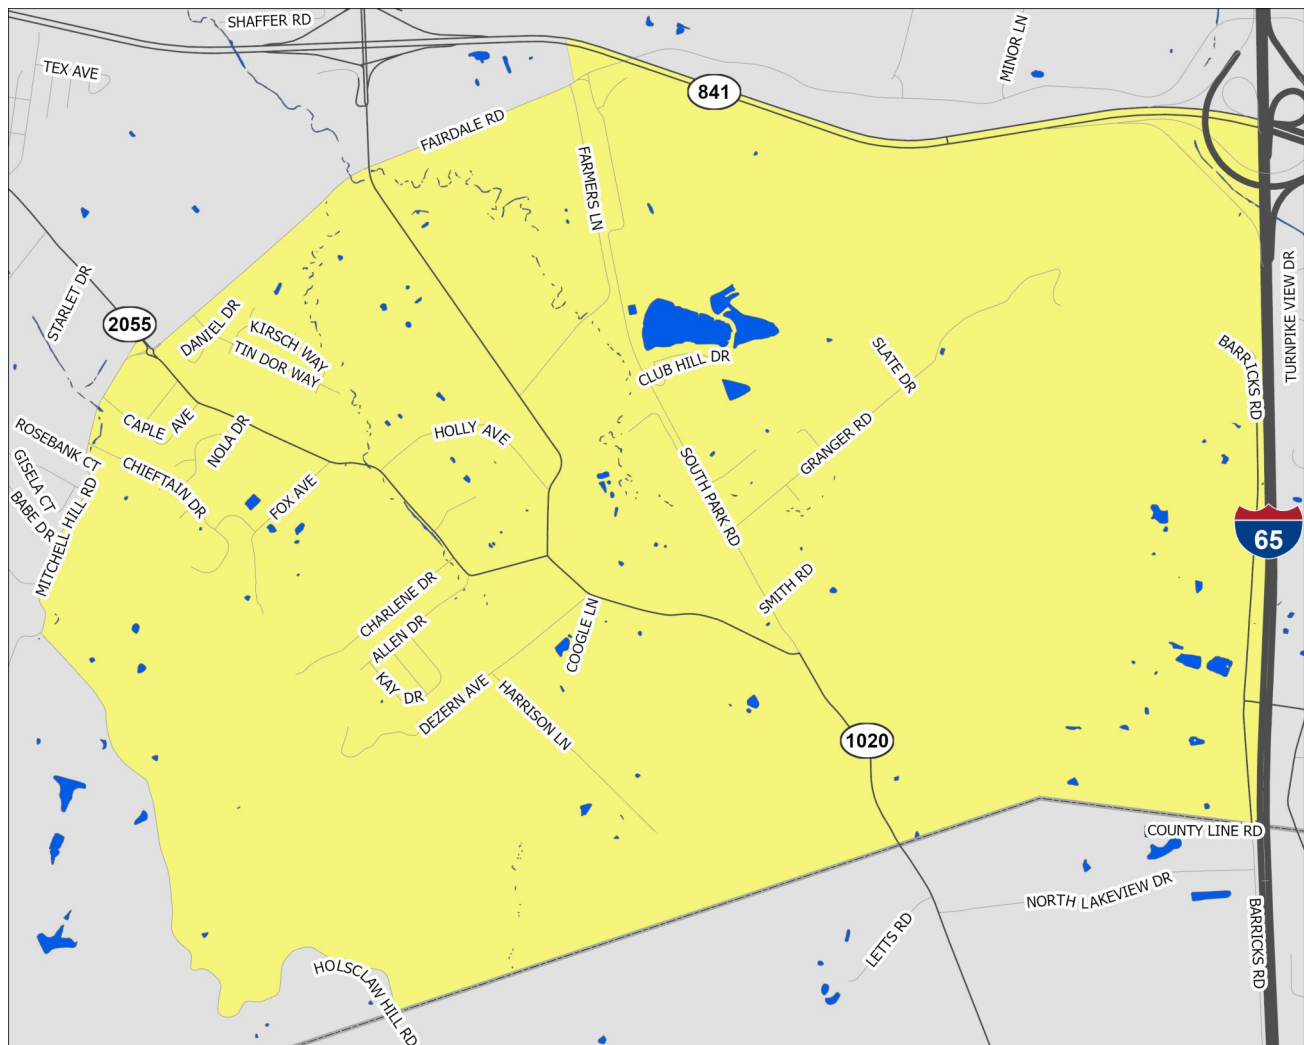 SHAFFER RD
MINOR LN
TEX AVE
841
FAIRDALE RD
FARMERS LN
TURNPIKE VIEW DR
STARLET DR
2055
DANIEL DR
KIRSCH WAY
TIN DOR WAY
CLUB HILL DR
SLATE DR
BARRICKS RD
CAPLE AVE
NOLA DR
HOLLY AVE
GRANGER RD
ROSEBANK CT
GISELA CT
BABE DR
CHIEFTAIN DR
FOX AVE
SOUTH PARK RD
MITCHELL HILL RD
65
CHARLENE DR
ALLEN DR
KAY DR
COOGLE LN
SMITH RD
DEZERN AVE
HARRISON LN
1020
COUNTY LINE RD
NORTH LAKEVIEW DR
LETTS RD
BARRICKS RD
HOLSCLAW HILL RD